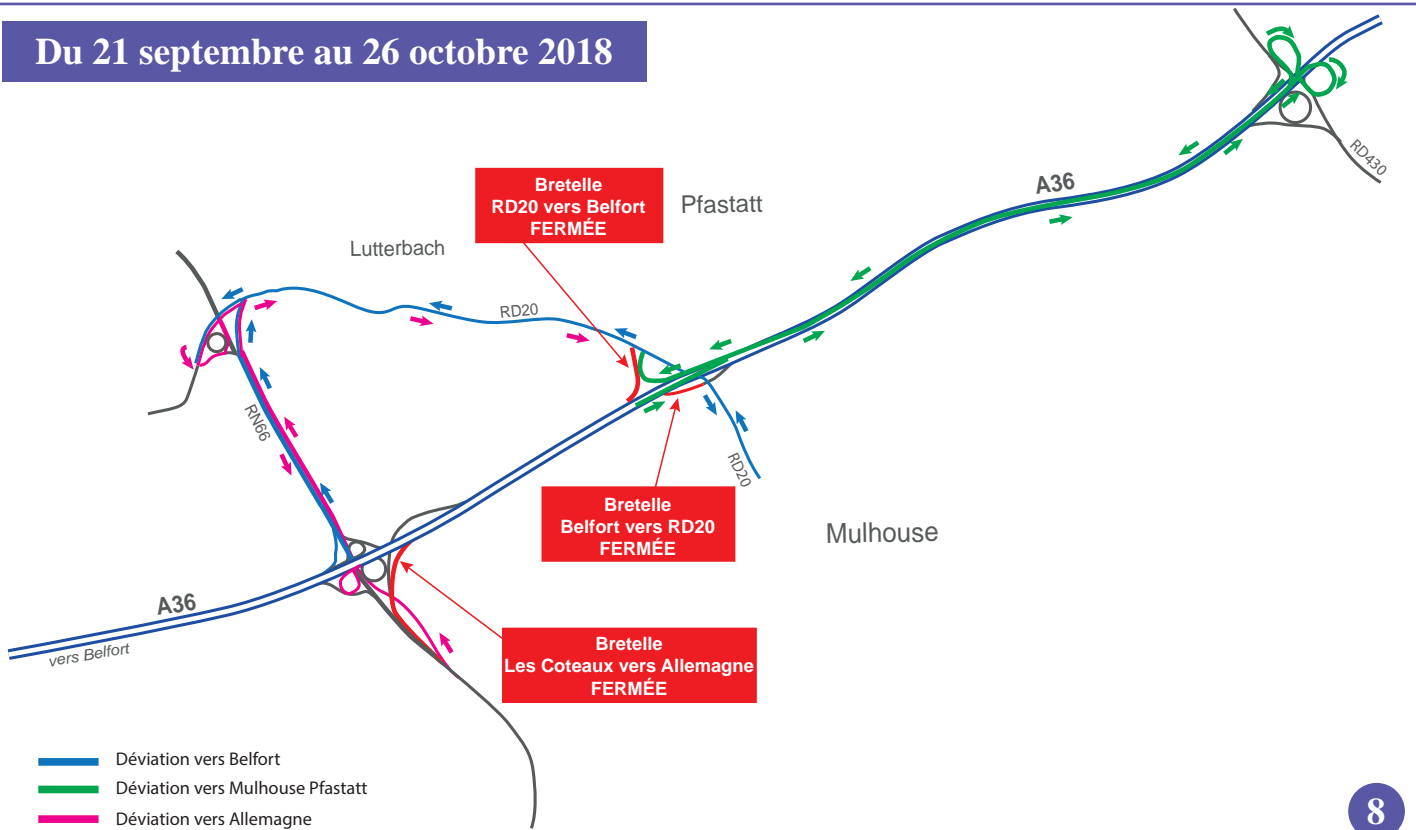 Du 21 septembre au 26 octobre 2018
RD430
A36
Bretelle
RD20 vers Belfort
FERMÉE
Pfastatt
Lutterbach
RD20
RN66
RD20
Bretelle
Belfort vers RD20
FERMÉE
Mulhouse
A36
vers Belfort
Bretelle
Les Coteaux vers Allemagne
FERMÉE
Déviation vers Belfort
Déviation vers Mulhouse Pfastatt
Déviation vers Allemagne
8